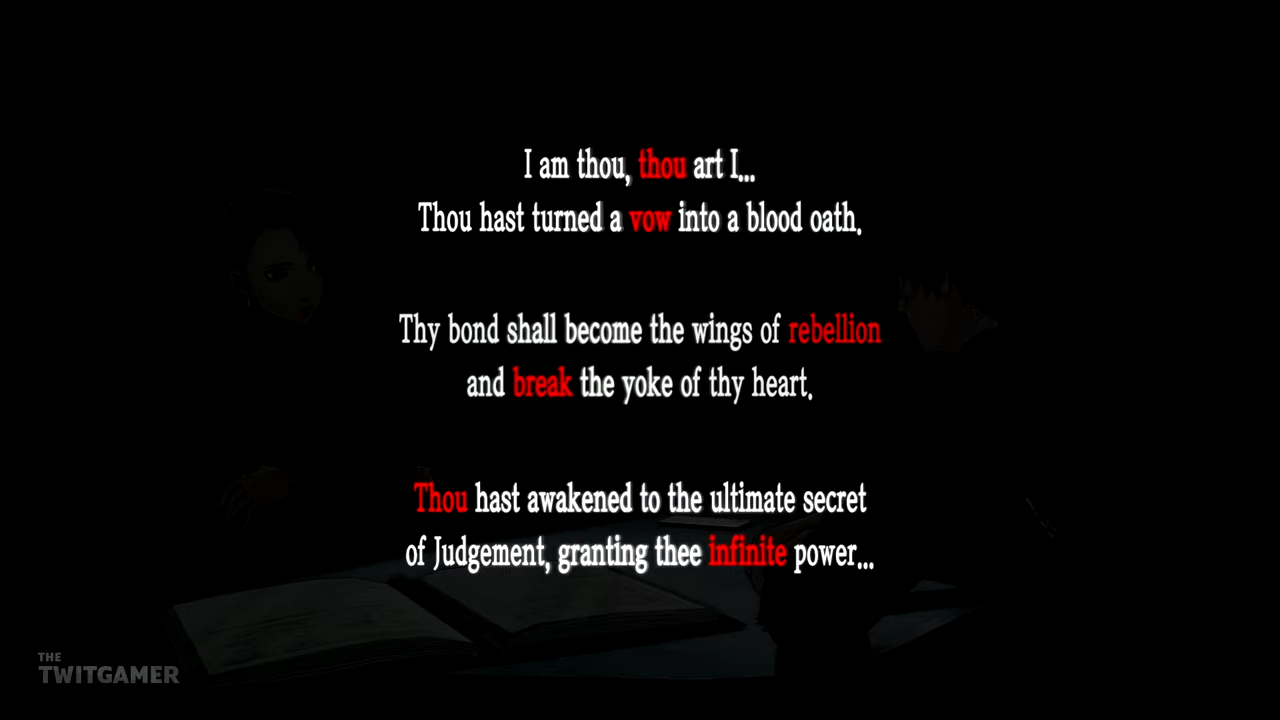 I am thou, thou art I...
Thou hast turned a vow into a blood oath.
Thy bond shall become the wings of rebellion
and break the yoke of thy heart.
Thou hast awakened to the ultimate secret
of Judgement, granting thee infinite power...
THE
TWITGAMER